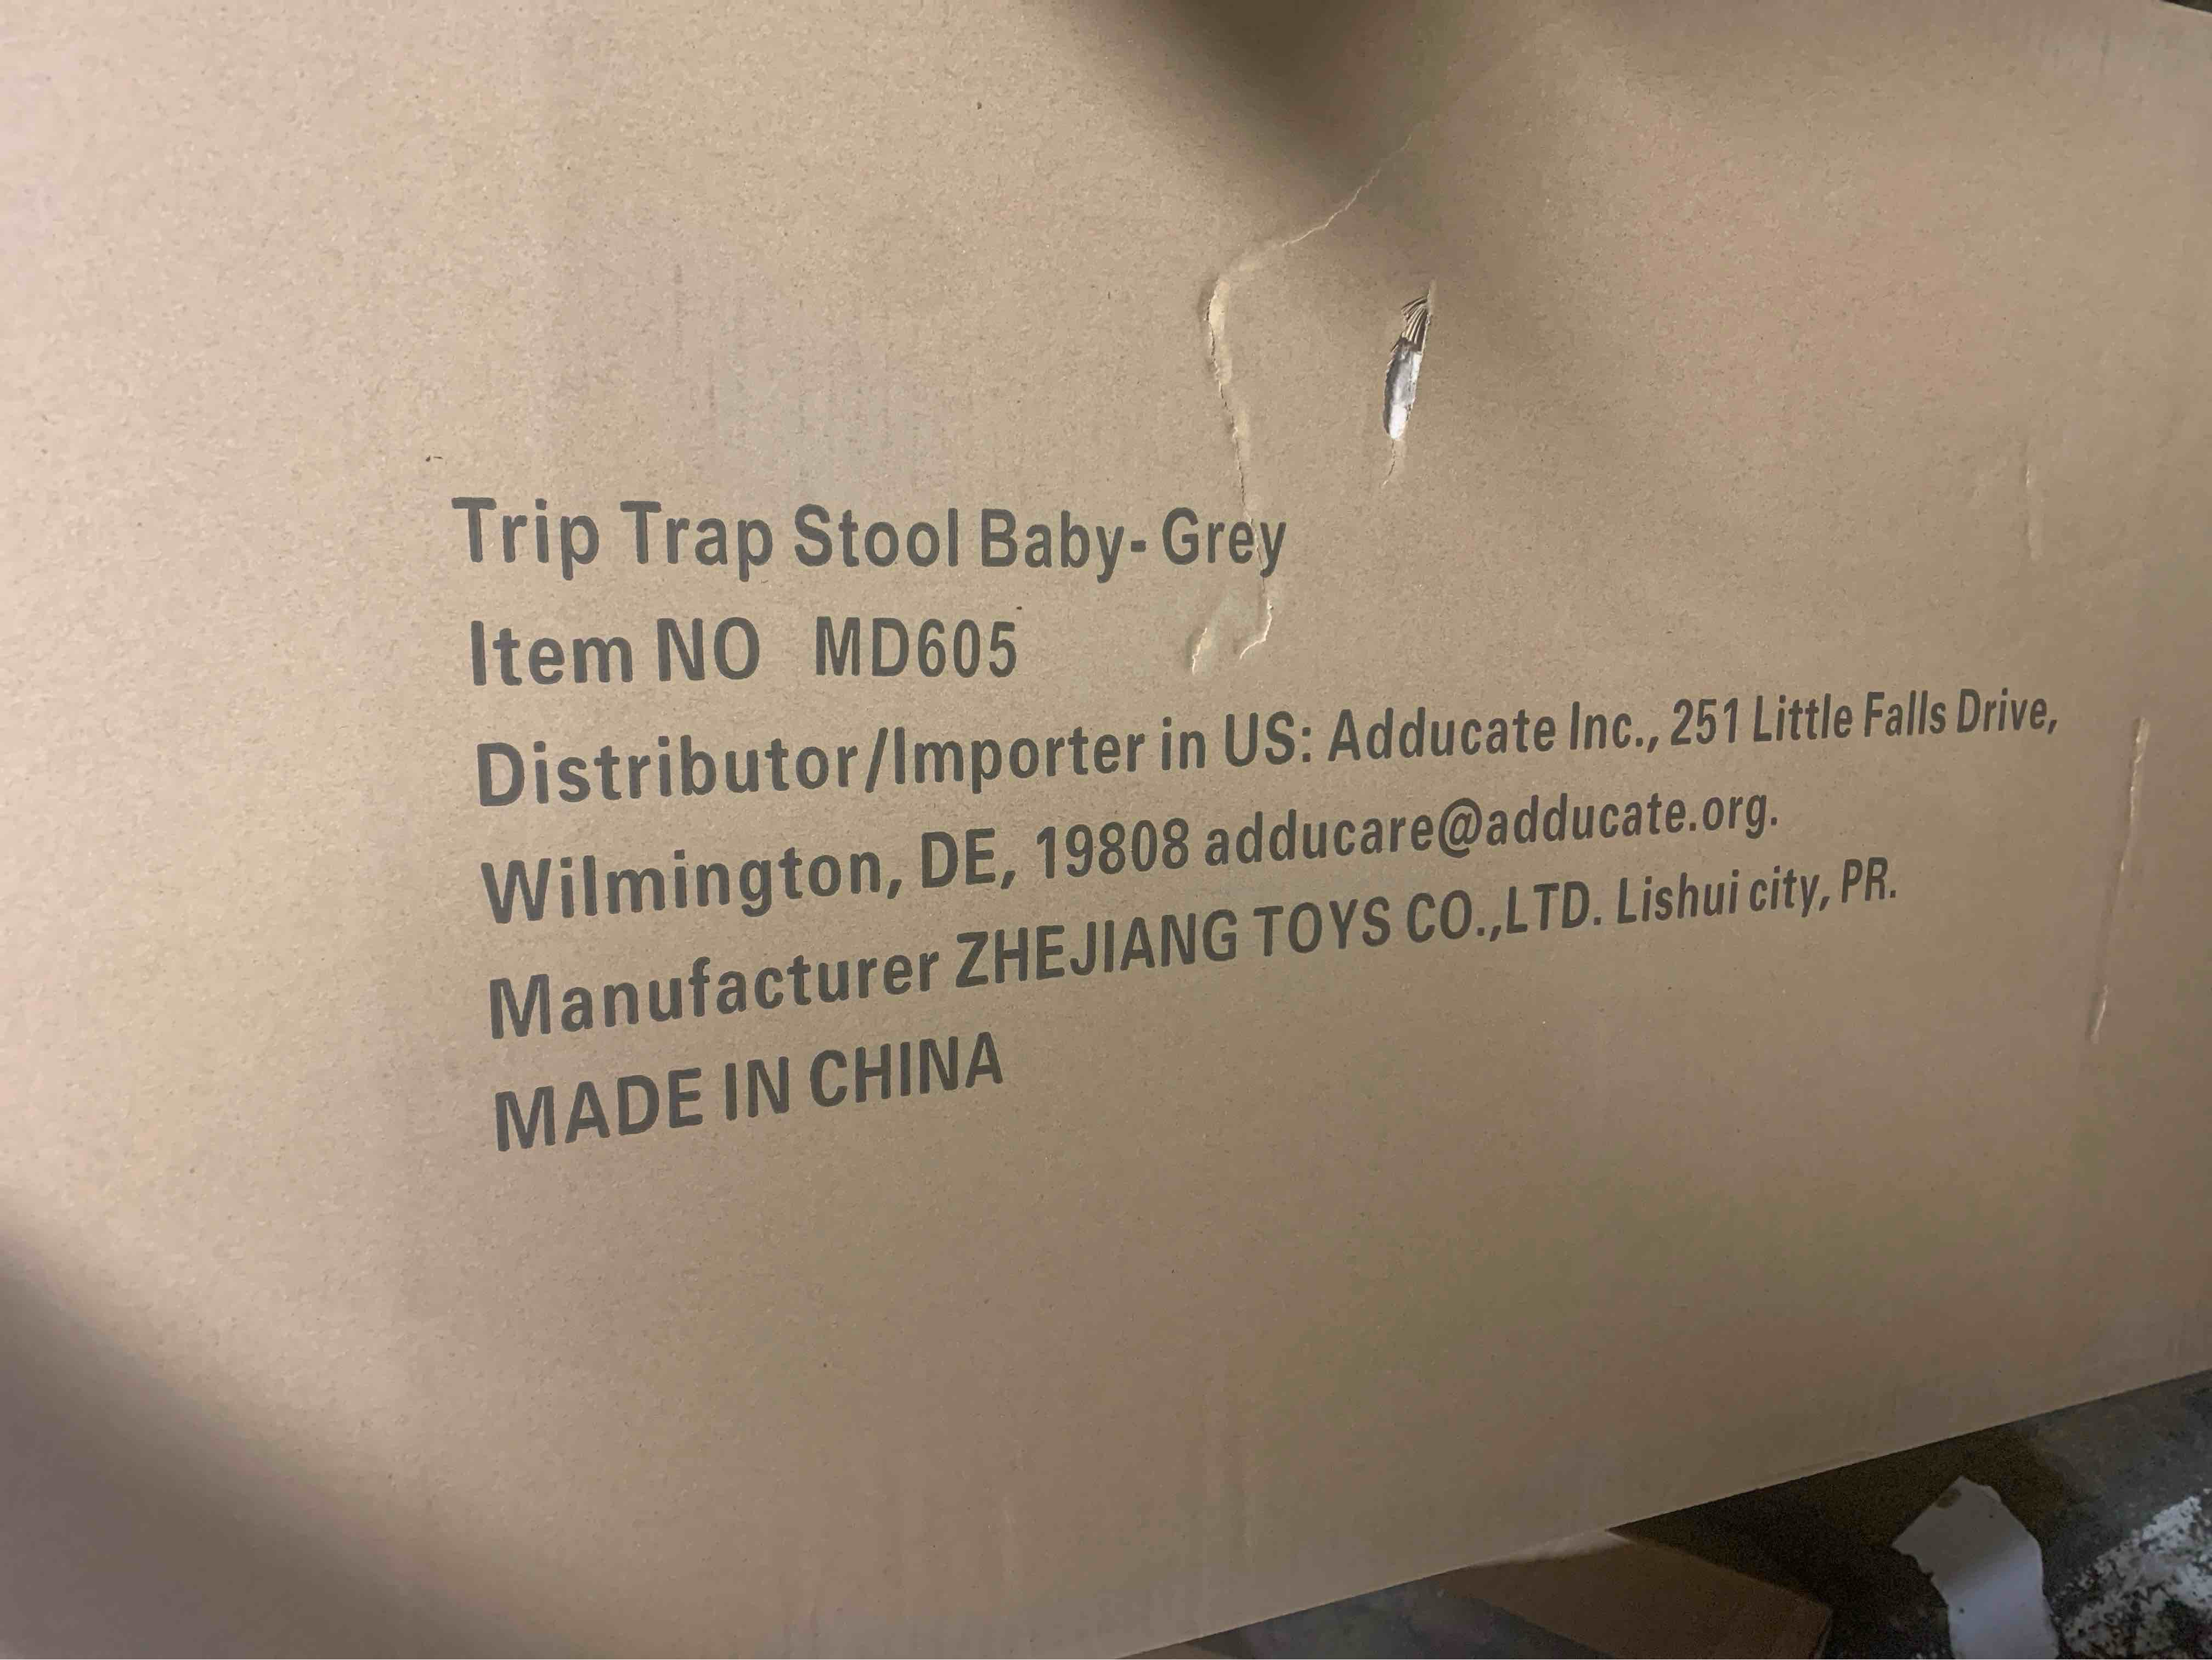 Trip Trap Stool Baby- Grey
Item NO MD605
Distributor/Importer in US: Adducate Inc., 251 Little Falls Drive,
Wilmington, DE, 19808 adducare@adducate.org.
Manufacturer ZHEJIANG TOYS CO.,LTD. Lishui city, PR.
MADE IN CHINA